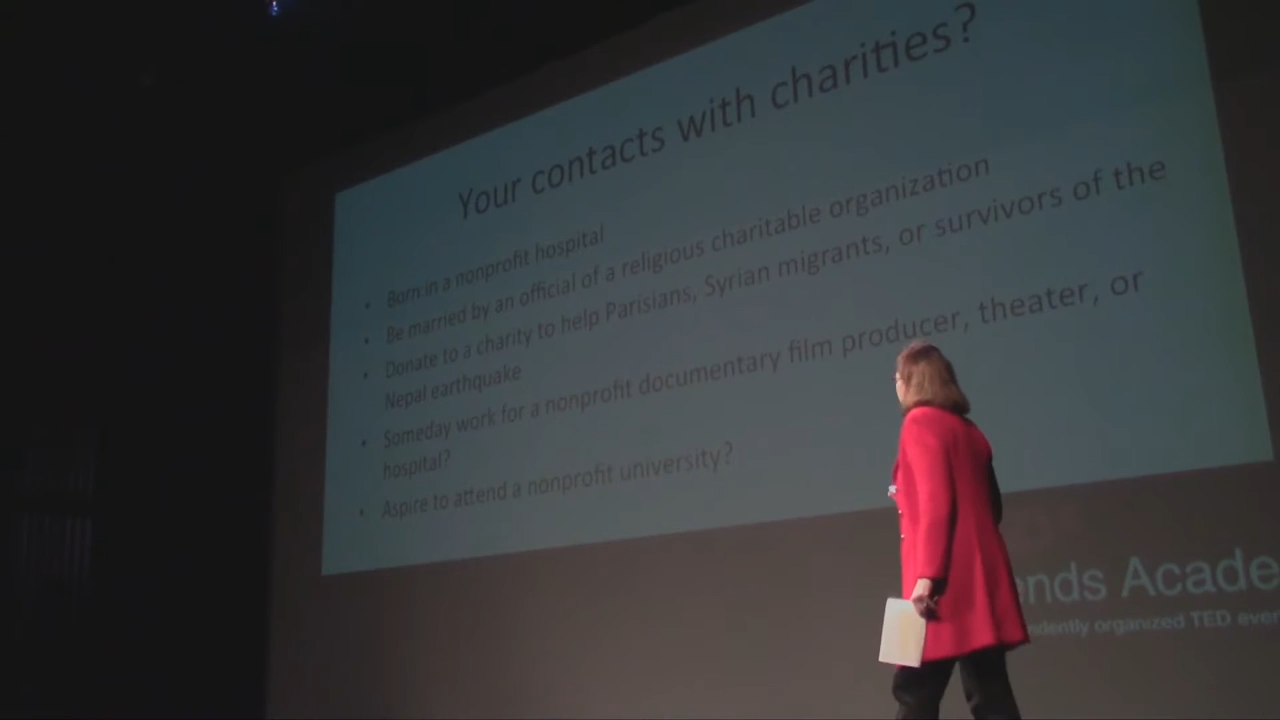 Your contacts with charities?
• Born in a nonprofit hospital
• Be married by an official of a religious charitable organization
• Donate to a charity to help Parisians, Syrian migrants, or survivors of the
Nepal earthquake
• Someday work for a nonprofit documentary film producer, theater, or
hospital?
• Aspire to attend a nonprofit university?
ends Acade
ndently organized TED even